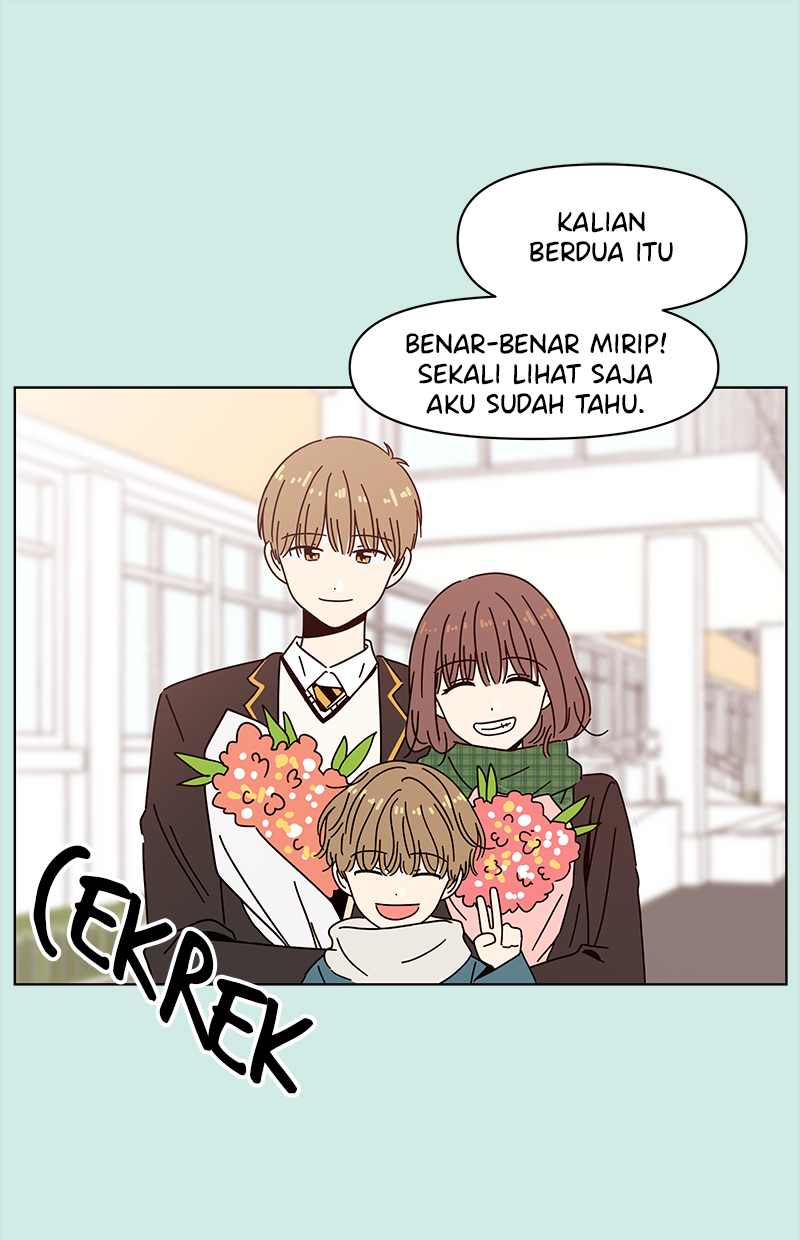 KALIAN
BERDUA ITU
BENAR-BENAR MIRIP!
SEKALI LIHAT SAJA
AKU SUDAH TAHU.
CEKREK